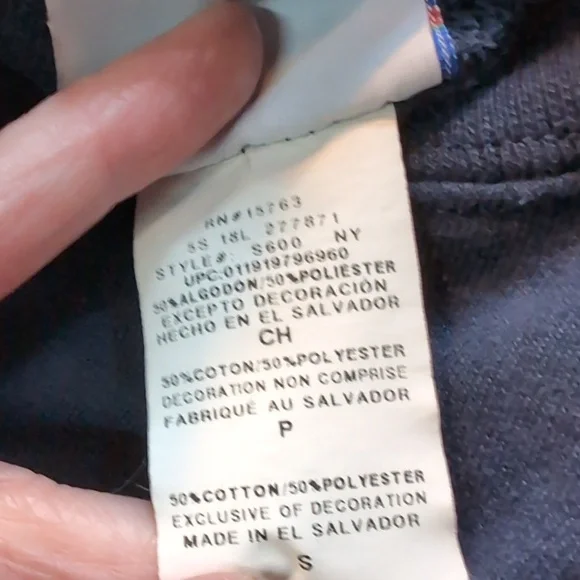 RN#15763
SS 18L 277871
STYLE#: S600 NY
UPC:011919796960
50%ALGODON/50%POLIESTER
EXCEPTO DECORACIÓN
HECHO EN EL SALVADOR
CH
50%COTON/50%POLYESTER
DECORATION NON COMPRISE
FABRIQUÉ AU SALVADOR
P
50%COTTON/50%POLYESTER
EXCLUSIVE OF DECORATION
MADE IN EL SALVADOR
S